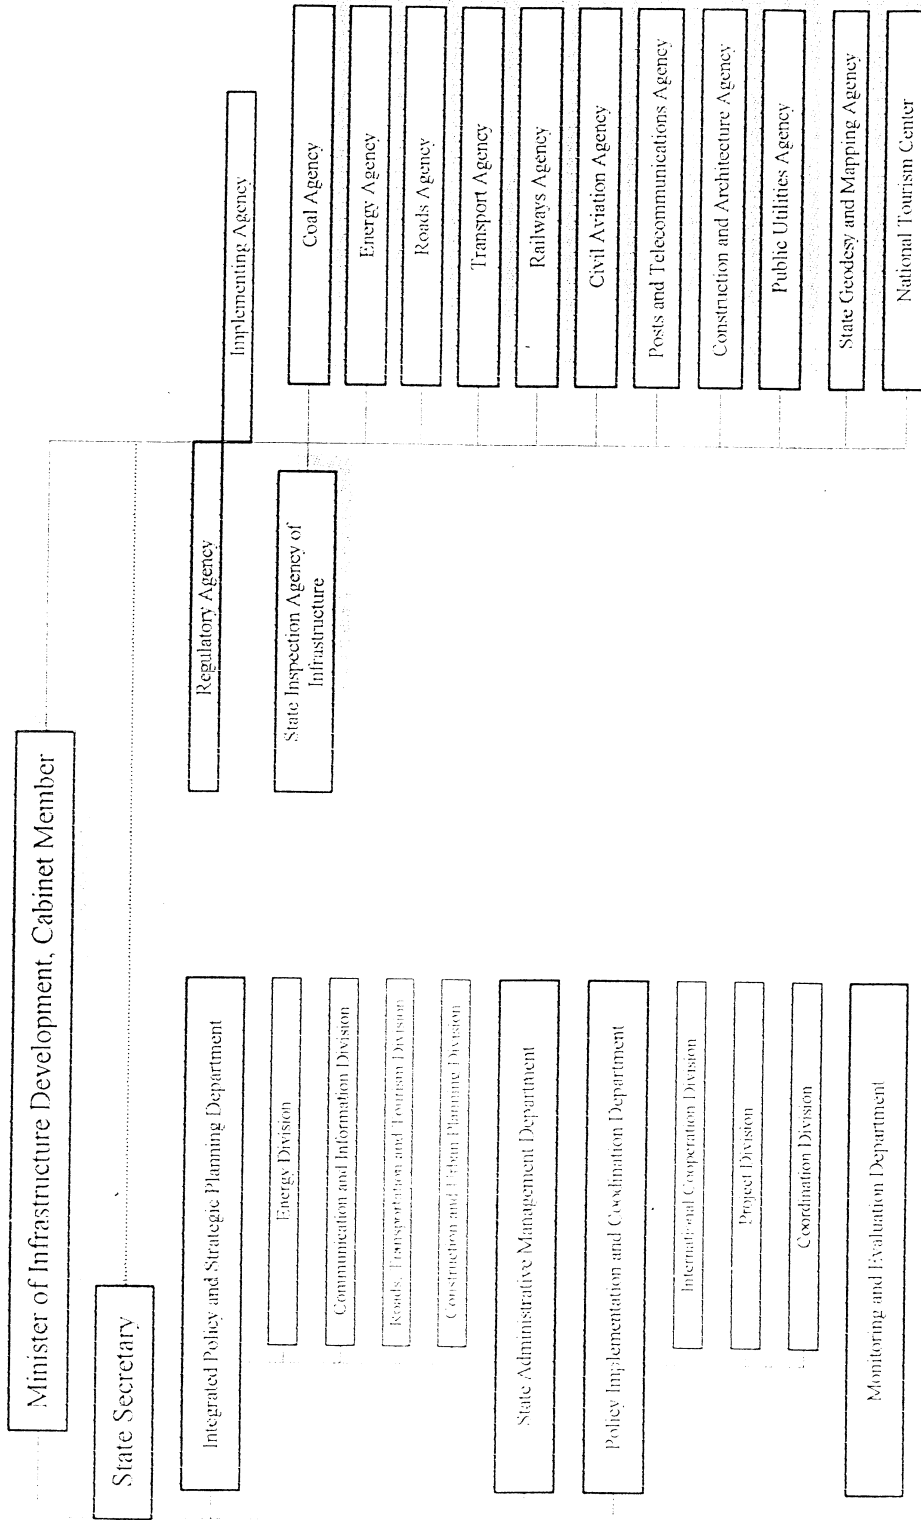 Minister of Infrastructure Development, Cabinet Member
State Secretary
Integrated Policy and Strategic Planning Department
Energy Division
Communication and Information Division
Roads, Transportation and Tourism Division
Construction and Urban Planning Division
State Administrative Management Department
Policy Implementation and Coodination Department
International Cooperation Division
Project Division
Coordination Division
Monitoring and Evaluation Department
Regulatory Agency
State Inspection Agency of
Infrastructure
Implementing Agency
Coal Agency
Energy Agency
Roads Agency
Transport Agency
Railways Agency
Civil Aviation Agency
Posts and Telecommunications Agency
Construction and Architecture Agency
Public Utilities Agency
State Geodesy and Mapping Agency
National Tourism Center